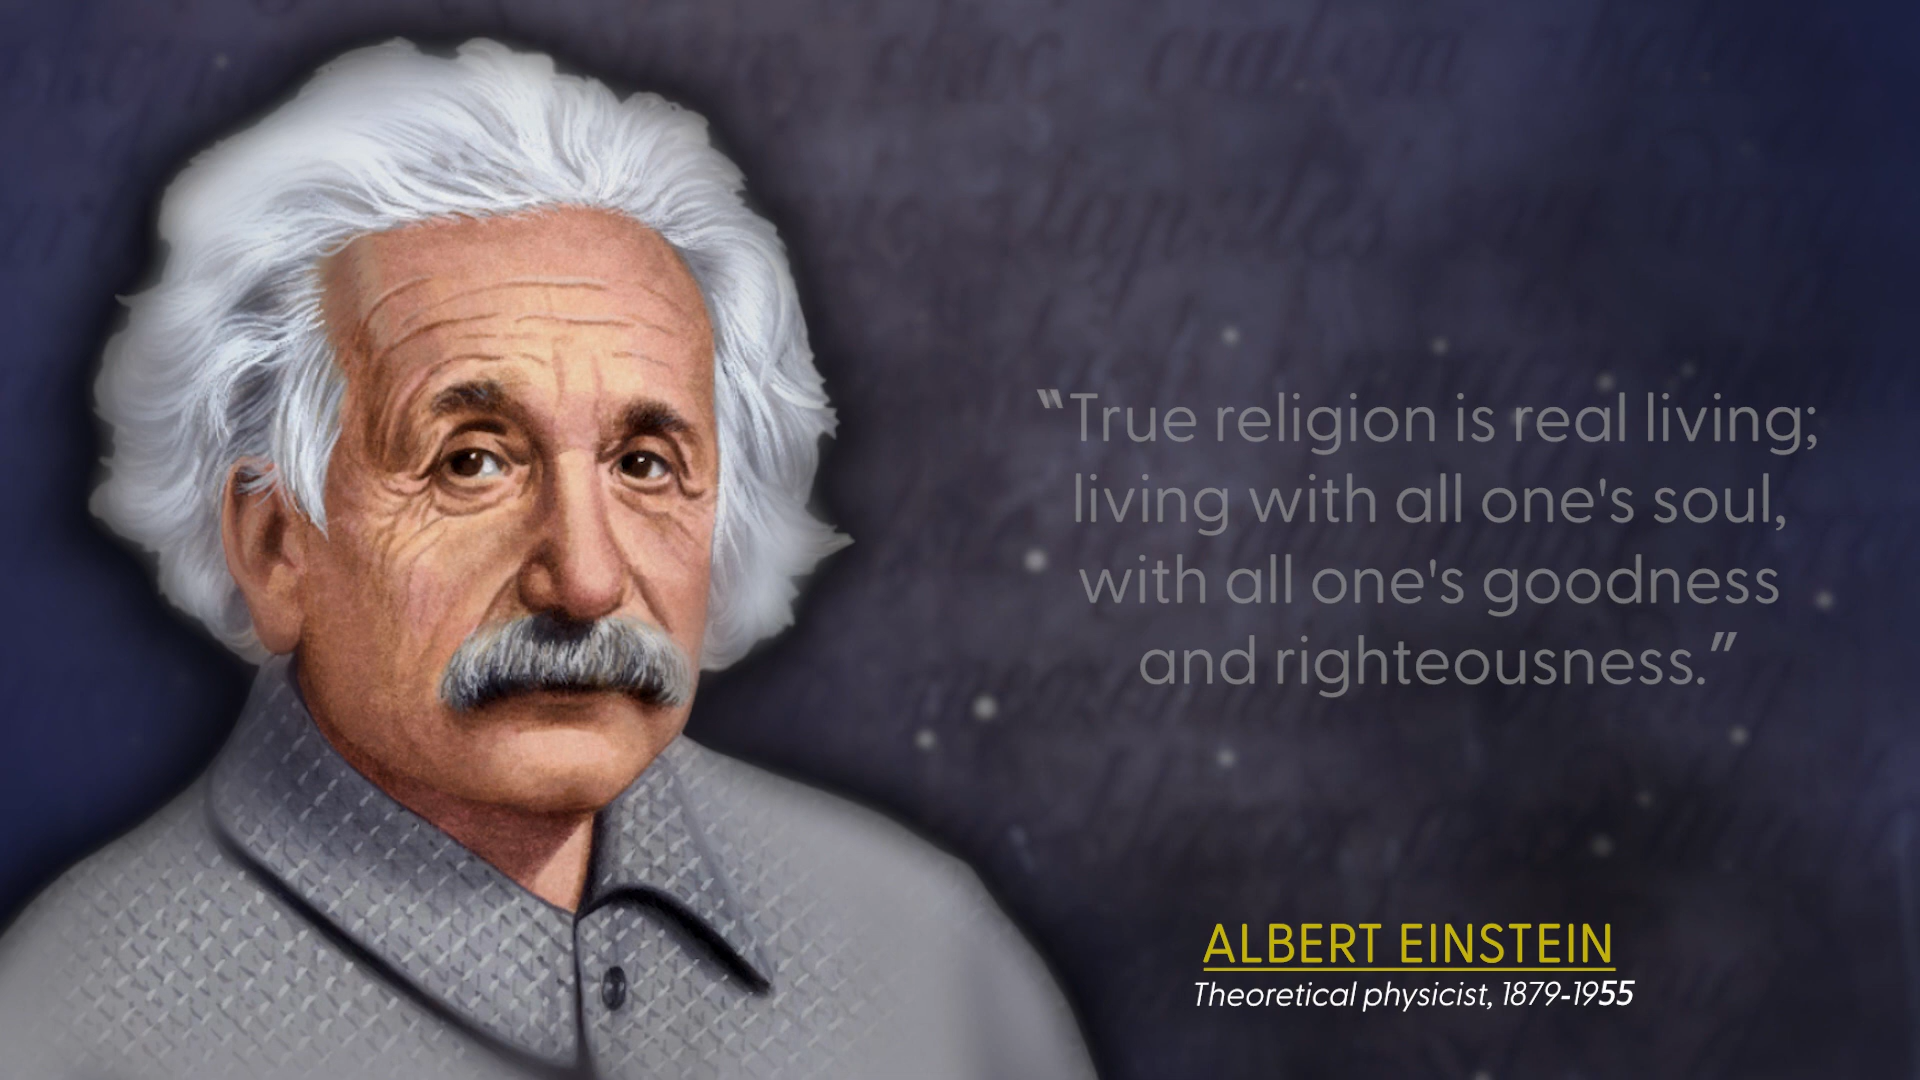 “True religion is real living;
living with all one's soul,
with all one's goodness
and righteousness.”
ALBERT EINSTEIN
Theoretical physicist, 1879-1955